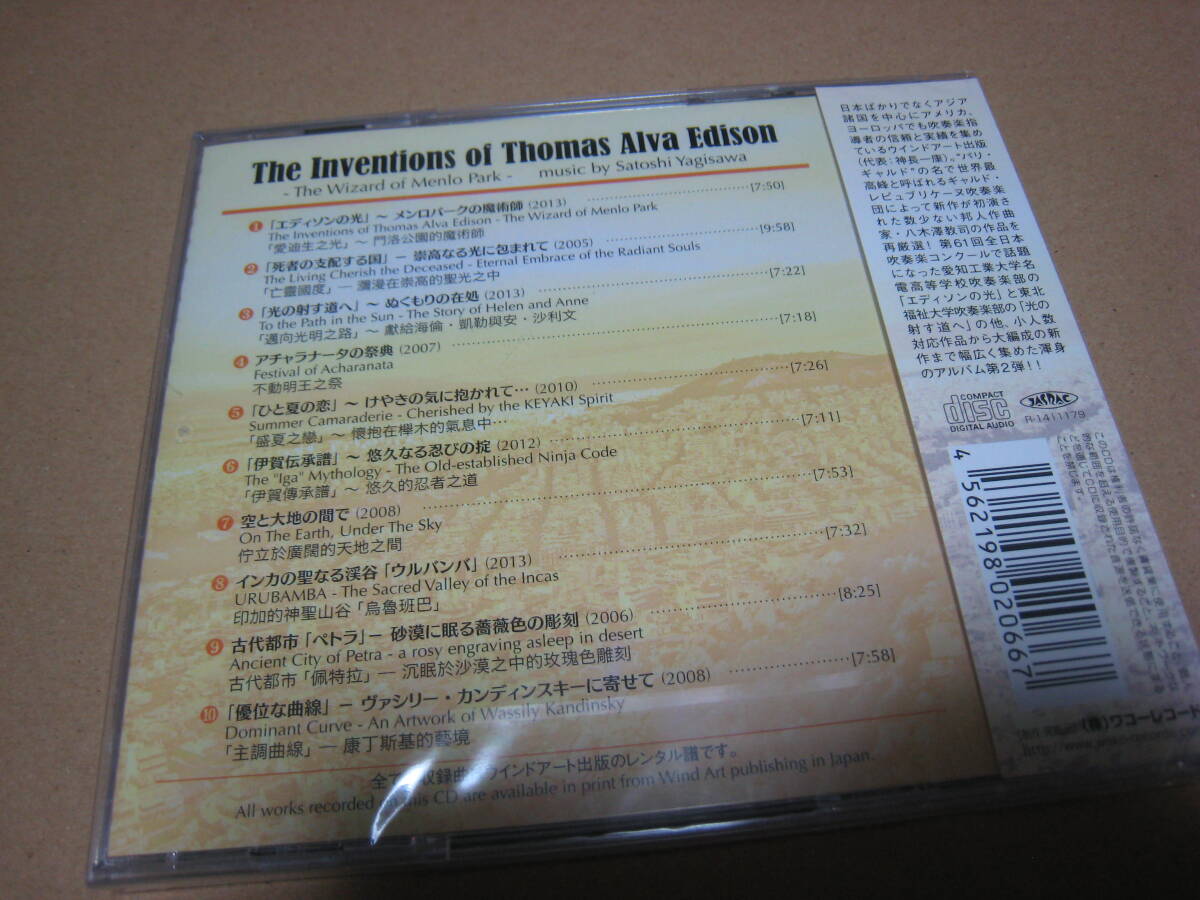 The Inventions of Thomas Alva Edison
- The Wizard of Menlo Park - music by Satoshi Yagisawa
1 「エディソンの光」～ メンロパークの魔術師 (2013) [7:50]
The Inventions of Thomas Alva Edison - The Wizard of Menlo Park
「愛迪生之光」～ 門洛公園的魔術師
2 「死者の支配する国」－ 崇高なる光に包まれて (2005) [9:58]
The Living Cherish the Deceased - Eternal Embrace of the Radiant Souls
「亡靈國度」— 瀰漫在崇高的聖光之中
3 「光の射す道へ」～ ぬくもりの在処 (2013) [7:22]
To the Path in the Sun - The Story of Helen and Anne
「邁向光明之路」～ 獻給海倫・凱勒與安・沙利文
4 アチャラナータの祭典 (2007) [7:18]
Festival of Acharanata
不動明王之祭
5 「ひと夏の恋」～ けやきの気に抱かれて… (2010) [7:26]
Summer Camaraderie - Cherished by the KEYAKI Spirit
「盛夏之戀」～ 懷抱在櫸木的氣息中…
6 「伊賀伝承譜」～ 悠久なる忍びの掟 (2012) [7:11]
The "Iga" Mythology - The Old-established Ninja Code
「伊賀傳承譜」～ 悠久的忍者之道
7 空と大地の間で (2008) [7:53]
On The Earth, Under The Sky
佇立於廣闊的天地之間
8 インカの聖なる渓谷「ウルバンバ」(2013) [7:32]
URUBAMBA - The Sacred Valley of the Incas
印加的神聖山谷「烏魯班巴」
9 古代都市「ペトラ」－ 砂漠に眠る薔薇色の彫刻 (2006) [8:25]
Ancient City of Petra - a rosy engraving asleep in desert
古代都市「佩特拉」— 沉眠於沙漠之中的玫瑰色雕刻
10 「優位な曲線」－ ヴァシリー・カンディンスキーに寄せて (2008) [7:58]
Dominant Curve - An Artwork of Wassily Kandinsky
「主調曲線」— 康丁斯基的藝境
全て 収録曲 ウインドアート出版のレンタル譜です。
All works recorded on this CD are available in print from Wind Art publishing in Japan.
日本ばかりでなくアジア
諸国を中心にアメリカ、
ヨーロッパでも吹奏楽指
導者の信頼と実績を集め
ているウインドアート出版
(代表：神長一康)。"パリ・
ギャルド"の名で世界最
高峰と呼ばれるギャルド・
レピュブリケーヌ吹奏楽
団によって新作が初演さ
れた数少ない邦人作曲
家・八木澤教司の作品を
再厳選！第61回全日本
吹奏楽コンクールで話題
になった愛知工業大学名
電高等学校吹奏楽部の
「エディソンの光」と東北
福祉大学吹奏楽部の「光の
射す道へ」の他、小人数
対応作品から大編成の新
作まで幅広く集めた渾身
のアルバム第2弾！！
COMPACT
disc
DIGITAL AUDIO
JASRAC
R-1411179
4 562198 020667
(株)ワコーレコード